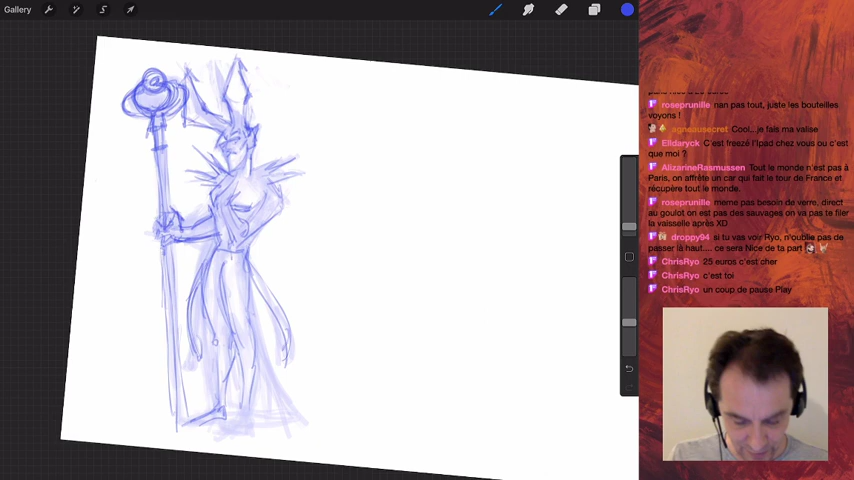 Gallery
roseprunille nan pas tout, juste les bouteilles
voyons !
agneausecret Cool...je fais ma valise
Elldaryck C'est freezé l'Ipad chez vous ou c'est
que moi ?
AlizarineRasmussen Tout le monde n'est pas à
Paris, on affrête un car qui fait le tour de France et
récupère tout le monde.
roseprunille meme pas besoin de verre, direct
au goulot on est pas des sauvages on va pas te filer
la vaisselle après XD
droppy94 si tu vas voir Ryo, n'oublie pas de
passer là haut.... ce sera Nice de ta part
ChrisRyo 25 euros c'est cher
ChrisRyo c'est toi
ChrisRyo un coup de pause Play